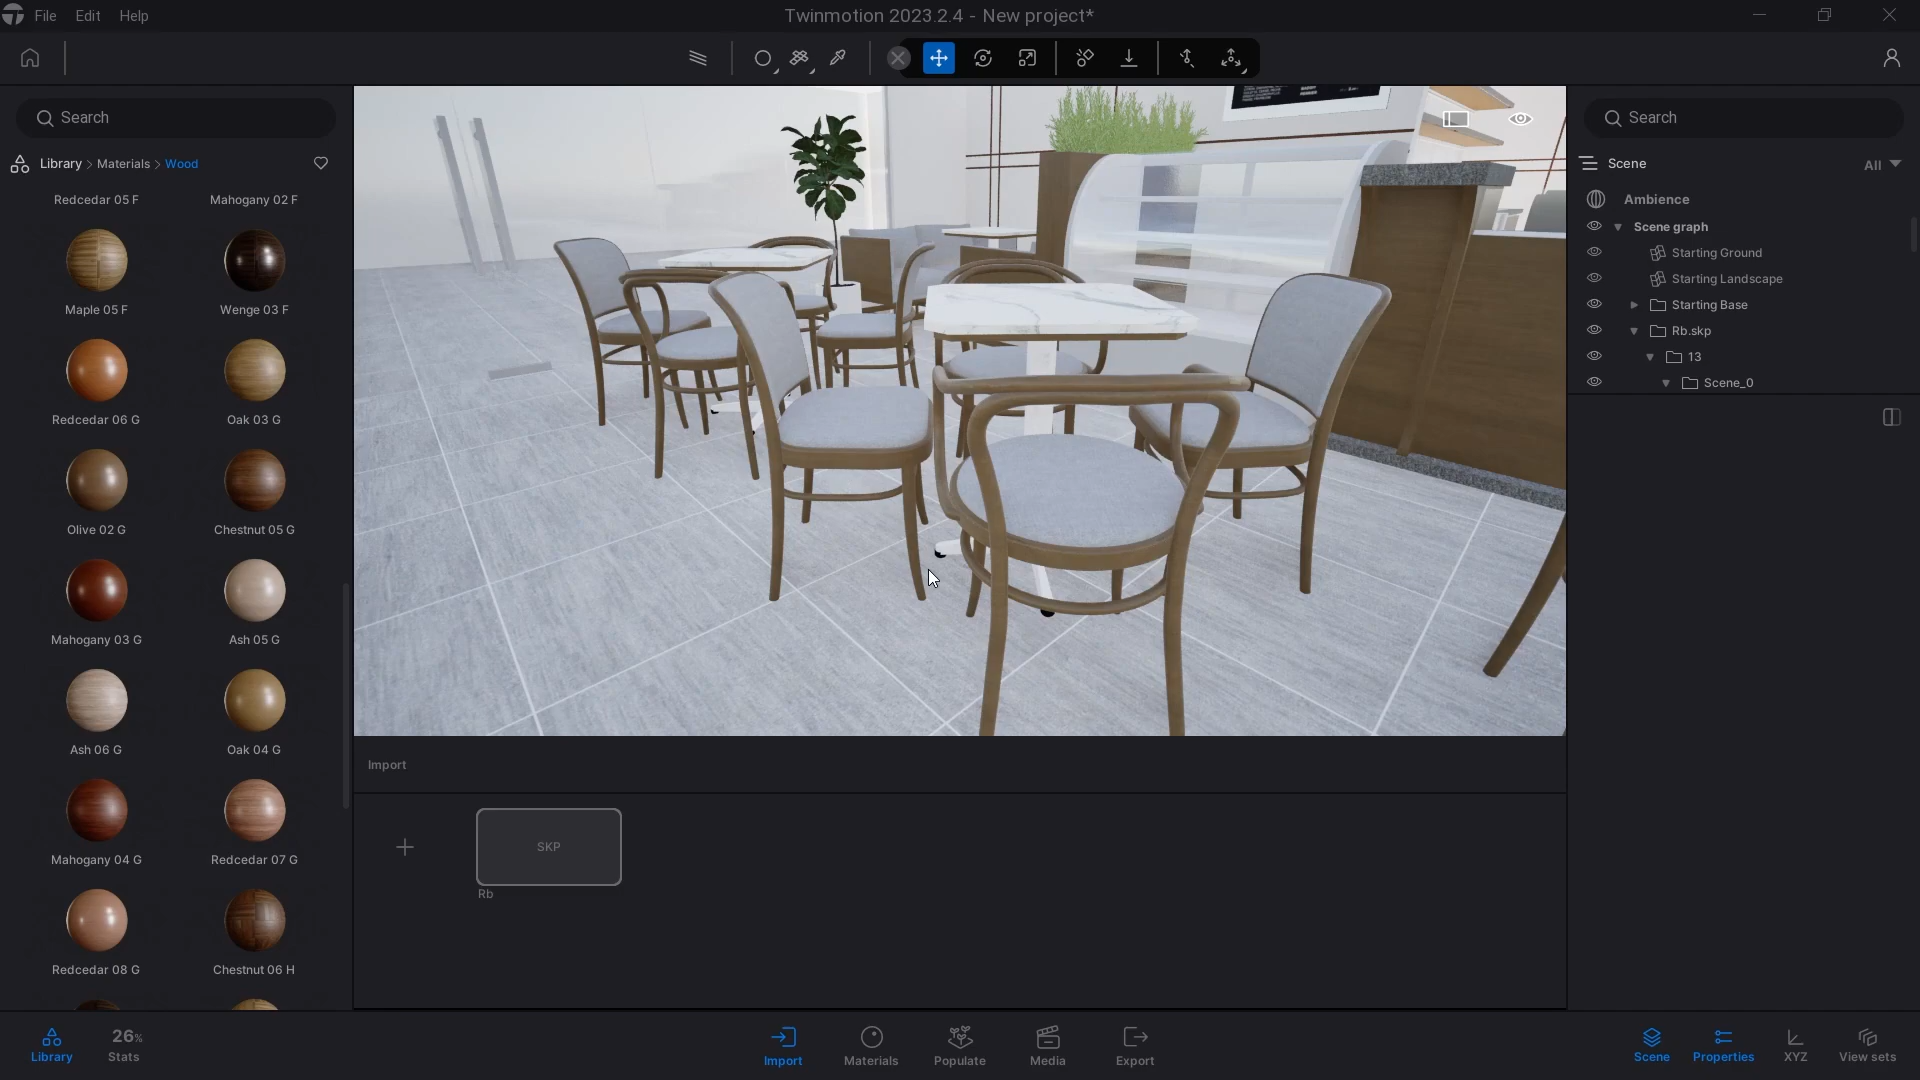 File Edit Help
Twinmotion 2023.2.4 - New project*
Search
Library > Materials > Wood
Redcedar 05 F
Mahogany 02 F
Maple 05 F
Wenge 03 F
Redcedar 06 G
Oak 03 G
Olive 02 G
Chestnut 05 G
Mahogany 03 G
Ash 05 G
Ash 06 G
Oak 04 G
Mahogany 04 G
Redcedar 07 G
Redcedar 08 G
Chestnut 06 H
Import
SKP
Rb
Search
Scene
All
Ambience
Scene graph
Starting Ground
Starting Landscape
Starting Base
Rb.skp
13
Scene_0
Library
26%
Stats
Import
Materials
Populate
Media
Export
Scene
Properties
XYZ
View sets